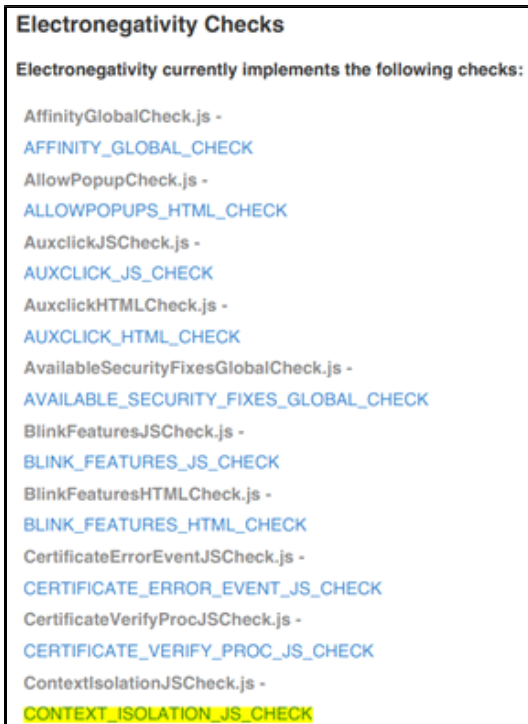 Electronegativity Checks
Electronegativity currently implements the following checks:
AffinityGlobalCheck.js -
AFFINITY_GLOBAL_CHECK
AllowPopupCheck.js -
ALLOWPOPUPS_HTML_CHECK
AuxclickJSCheck.js -
AUXCLICK_JS_CHECK
AuxclickHTMLCheck.js -
AUXCLICK_HTML_CHECK
AvailableSecurityFixesGlobalCheck.js -
AVAILABLE_SECURITY_FIXES_GLOBAL_CHECK
BlinkFeaturesJSCheck.js -
BLINK_FEATURES_JS_CHECK
BlinkFeaturesHTMLCheck.js -
BLINK_FEATURES_HTML_CHECK
CertificateErrorEventJSCheck.js -
CERTIFICATE_ERROR_EVENT_JS_CHECK
CertificateVerifyProcJSCheck.js -
CERTIFICATE_VERIFY_PROC_JS_CHECK
ContextIsolationJSCheck.js -
CONTEXT_ISOLATION_JS_CHECK